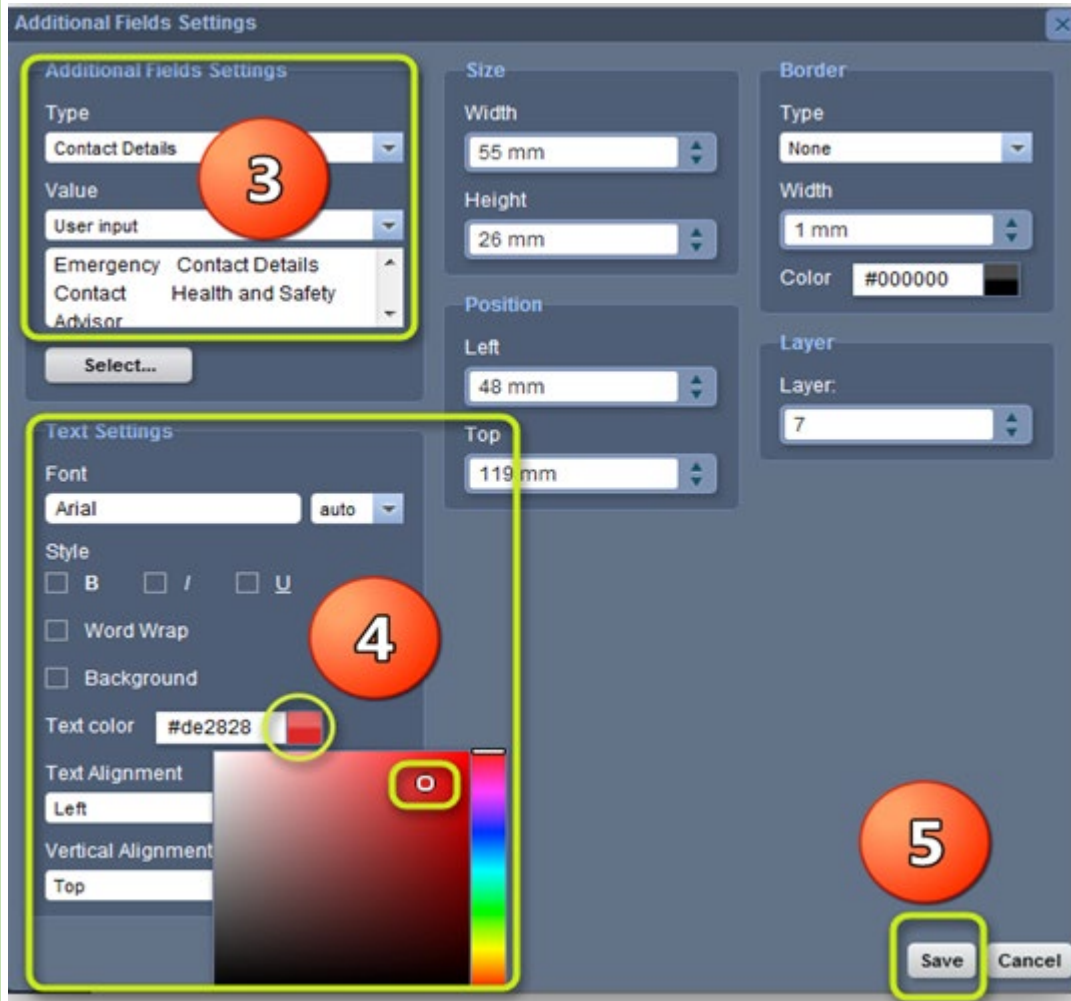 Additional Fields Settings
Additional Fields Settings
Type
Contact Details
Value
User input
Emergency Contact Details
Contact Health and Safety
Advisor
Select...
3
Text Settings
Font
Arial auto
Style
B I U
Word Wrap
Background
Text color #de2828
Text Alignment
Left
Vertical Alignment
Top
4
Size
Width
55 mm
Height
26 mm
Position
Left
48 mm
Top
119 mm
Border
Type
None
Width
1 mm
Color #000000
Layer
Layer:
7
5
Save Cancel